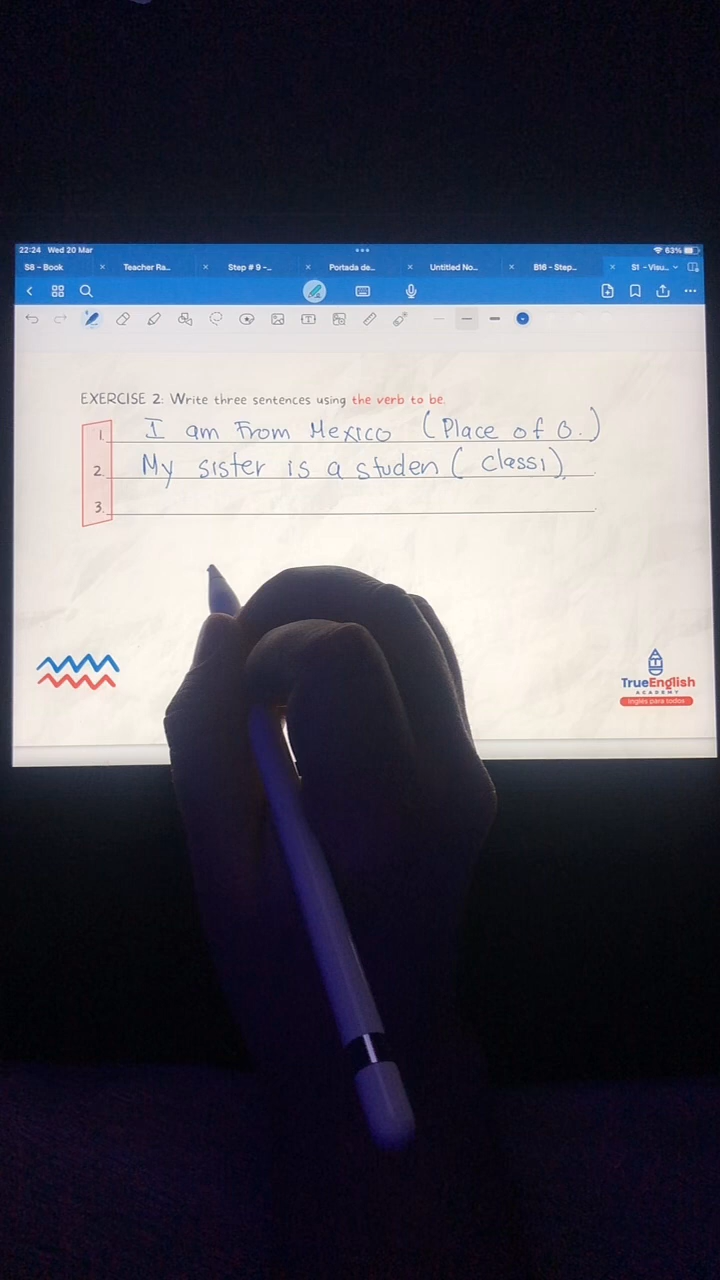 22:24 Wed 20 Mar
63%
S8 – Book × Teacher Ra... × Step # 9 -... × Portada de... × Untitled No... × B16 – Step... × S1 – Visu...
EXERCISE 2: Write three sentences using the verb to be.
1. I am From Mexico (Place of O.)
2. My sister is a studen ( class1).
3.
TrueEnglish
ACADEMY
Inglés para todos